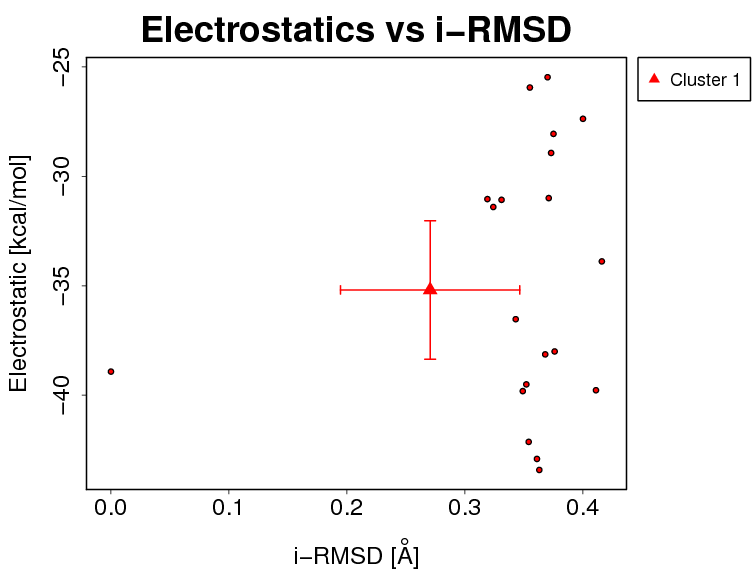 Electrostatics vs i−RMSD
Cluster 1
Electrostatic [kcal/mol]
−25
−30
−35
−40
0.0 0.1 0.2 0.3 0.4
i−RMSD [Å]